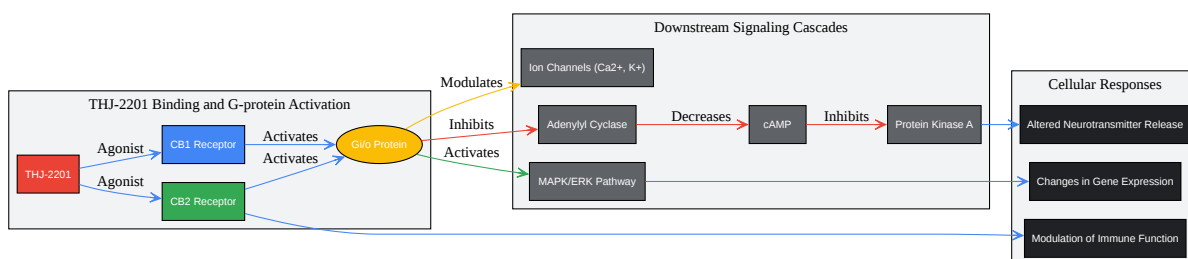 THJ-2201 Binding and G-protein Activation
THJ-2201
Agonist
Agonist
CB1 Receptor
CB2 Receptor
Activates
Activates
Gi/o Protein
Modulates
Inhibits
Activates
Downstream Signaling Cascades
Ion Channels (Ca2+, K+)
Adenylyl Cyclase
Decreases
cAMP
Inhibits
Protein Kinase A
MAPK/ERK Pathway
Cellular Responses
Altered Neurotransmitter Release
Changes in Gene Expression
Modulation of Immune Function